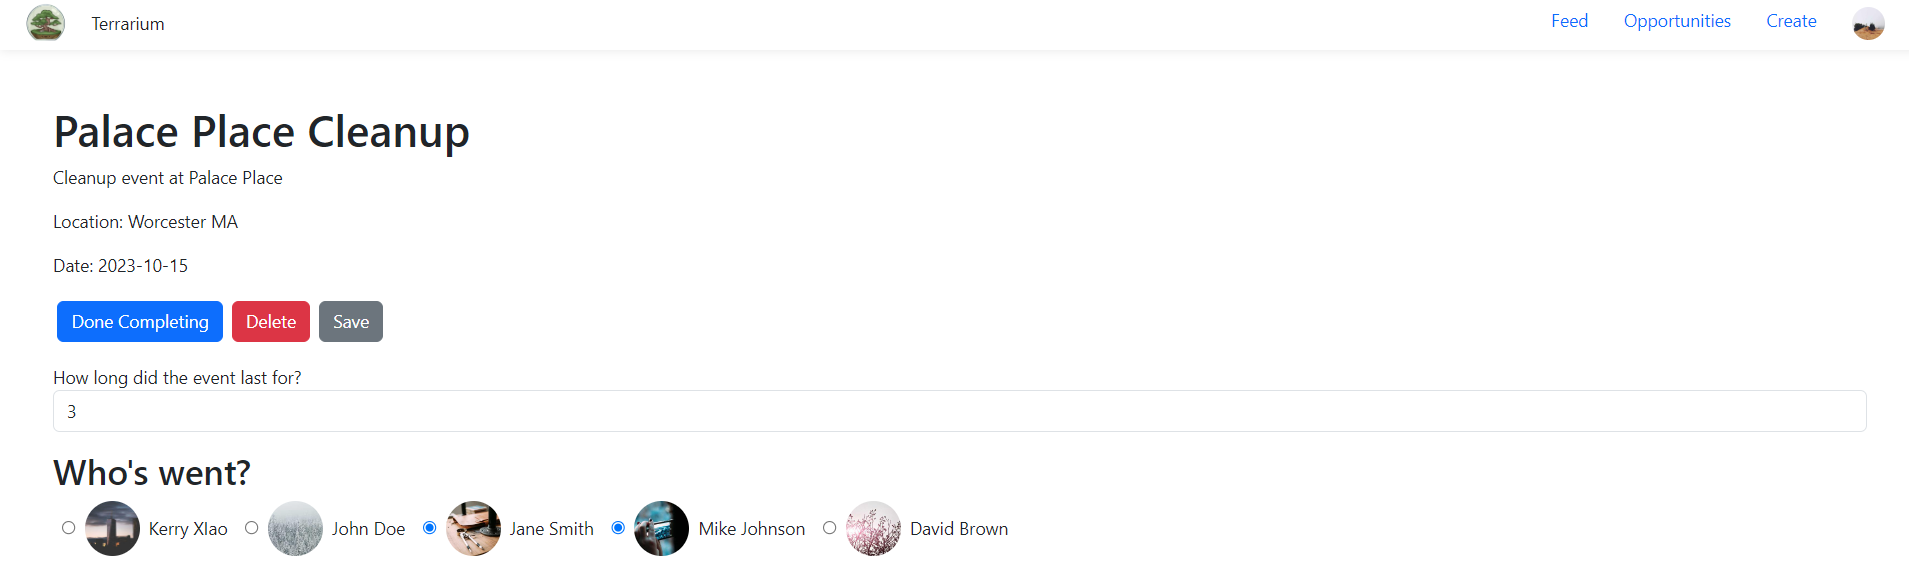 Terrarium Feed Opportunities Create
Palace Place Cleanup
Cleanup event at Palace Place
Location: Worcester MA
Date: 2023-10-15
Done Completing Delete Save
How long did the event last for?
3
Who's went?
Kerry XIao John Doe Jane Smith Mike Johnson David Brown